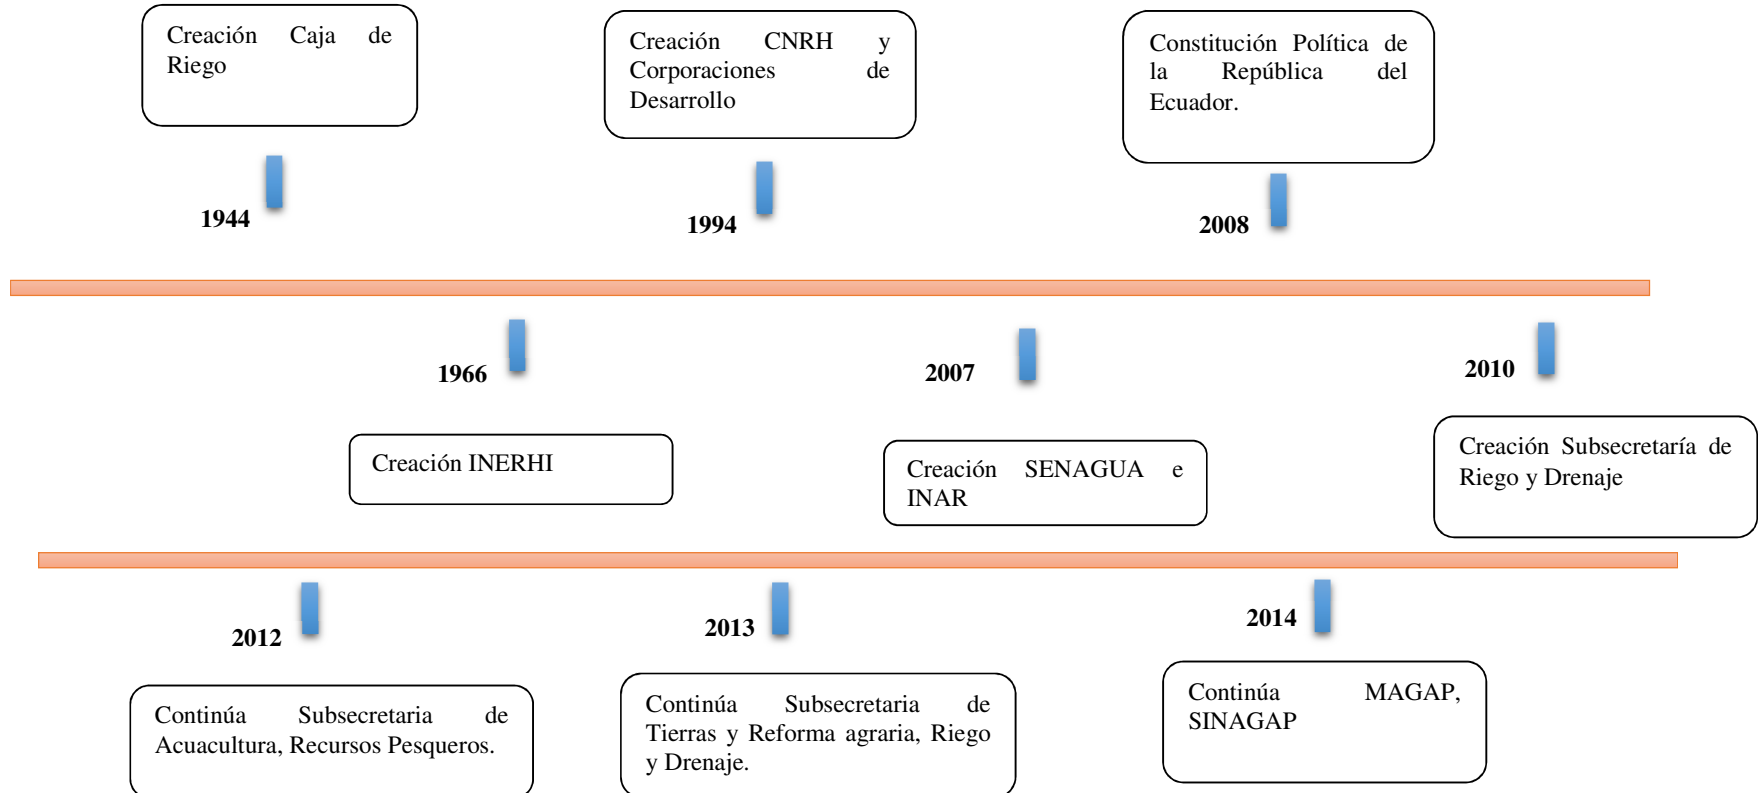 Creación Caja de
Riego
1944
Creación CNRH y
Corporaciones de
Desarrollo
1994
Constitución Política de
la República del
Ecuador.
2008
1966
Creación INERHI
2007
Creación SENAGUA e
INAR
2010
Creación Subsecretaría de
Riego y Drenaje
2012
Continúa Subsecretaria de
Acuacultura, Recursos Pesqueros.
2013
Continúa Subsecretaria de
Tierras y Reforma agraria, Riego
y Drenaje.
2014
Continúa MAGAP,
SINAGAP